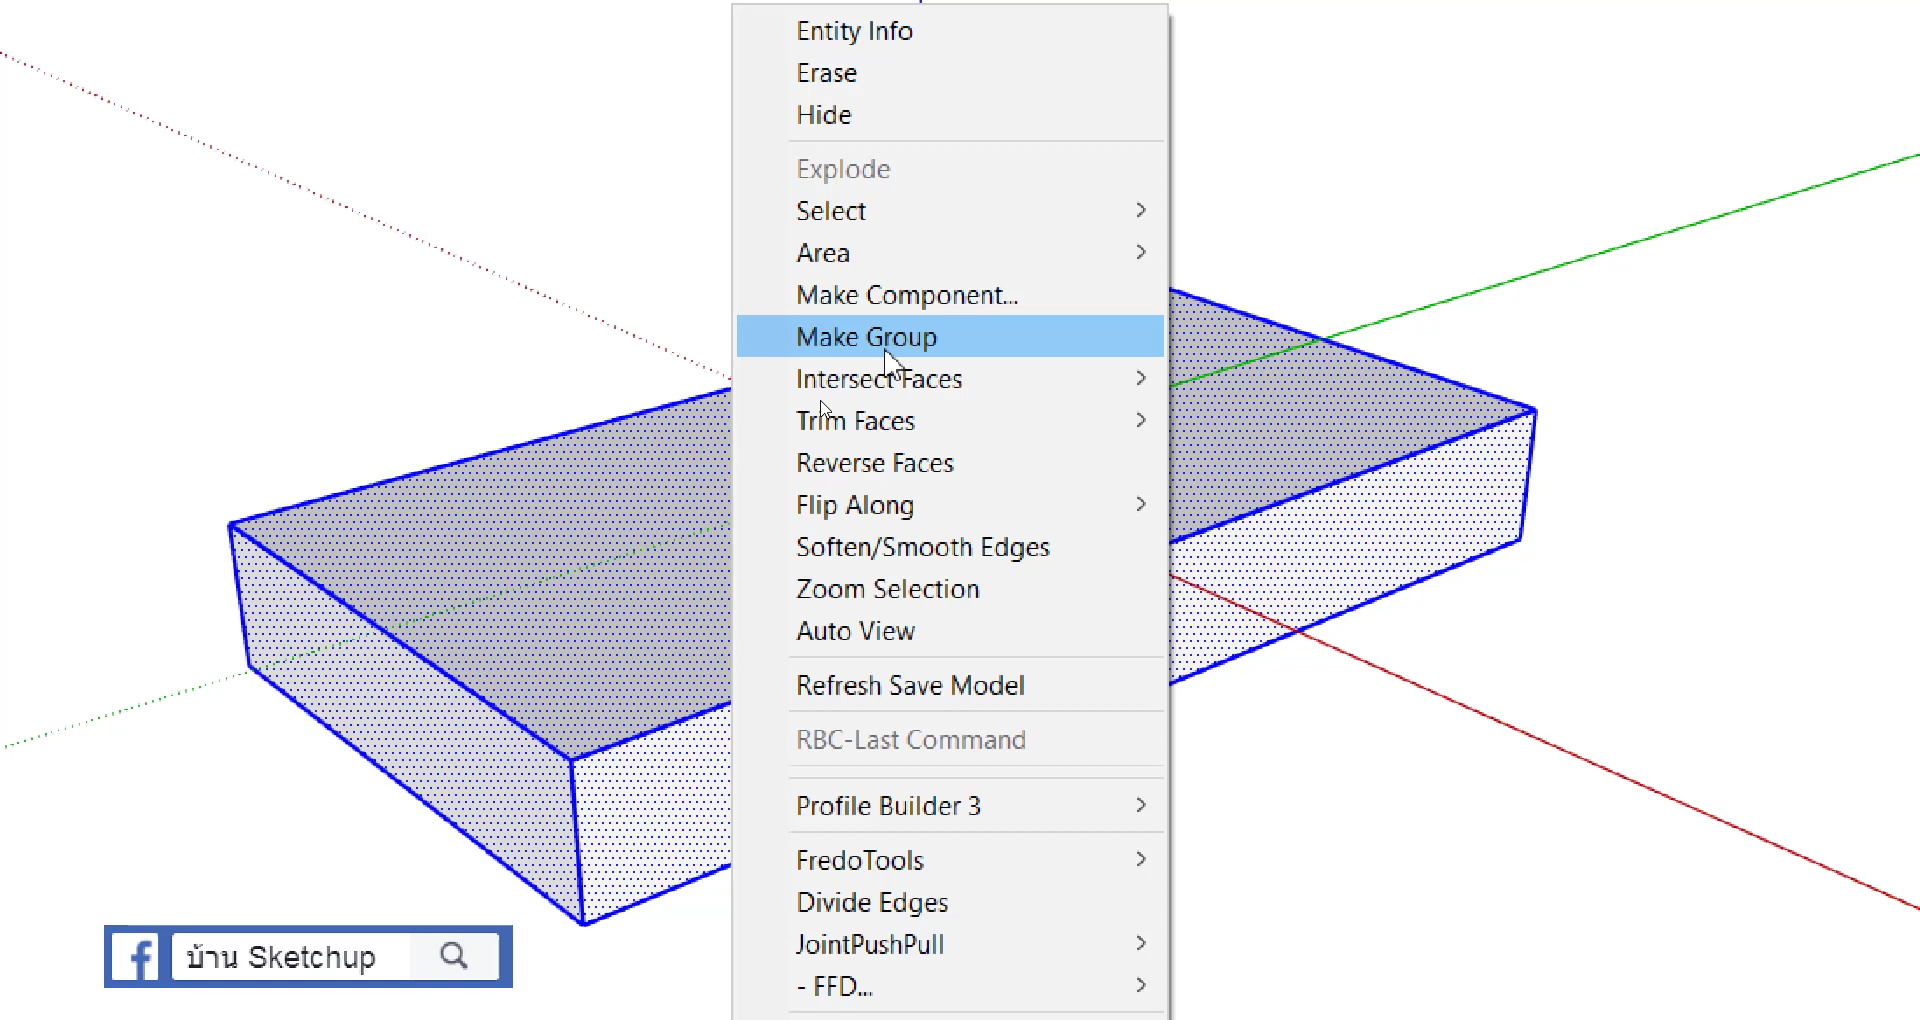 Entity Info
Erase
Hide
Explode
Select
Area
Make Component...
Make Group
Intersect Faces
Trim Faces
Reverse Faces
Flip Along
Soften/Smooth Edges
Zoom Selection
Auto View
Refresh Save Model
RBC-Last Command
Profile Builder 3
FredoTools
Divide Edges
JointPushPull
- FFD...
f บ้าน Sketchup